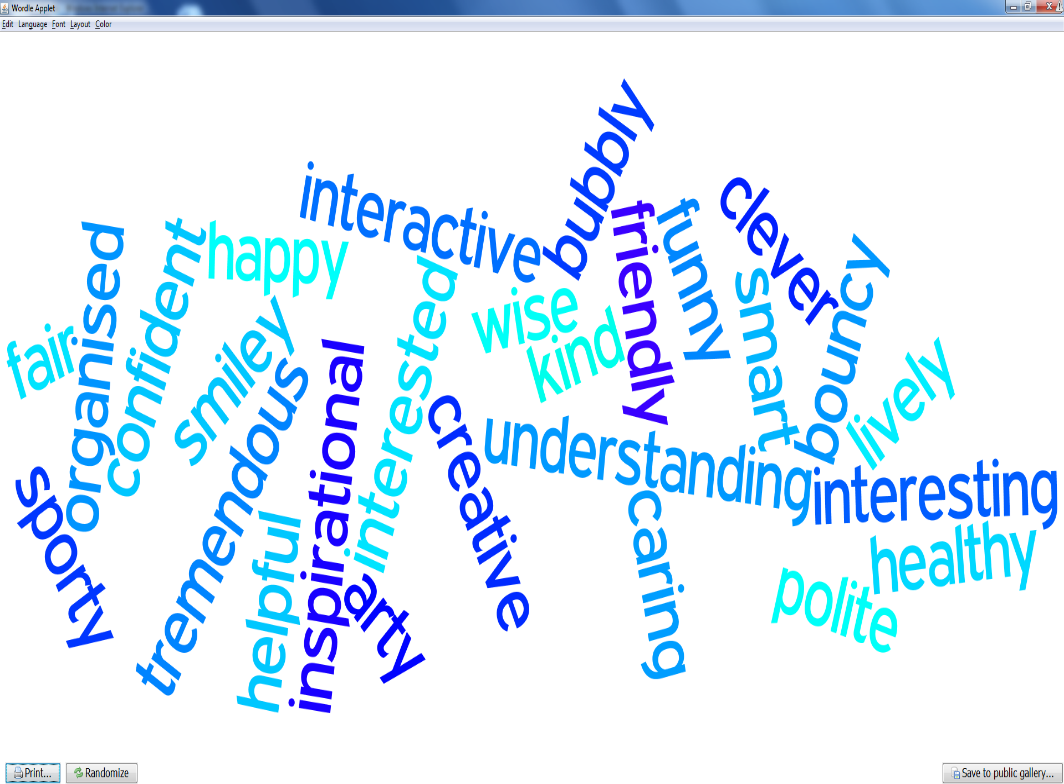 Wordle Applet
Edit Language Font Layout Color
bubbly
interactive
clever
friendly
funny
happy
confident
organised
bouncy
smart
wise
kind
interested
smiley
fair
lively
inspirational
tremendous
creative
understanding
interesting
sporty
caring
healthy
helpful
polite
arty
Print...
Randomize
Save to public gallery...